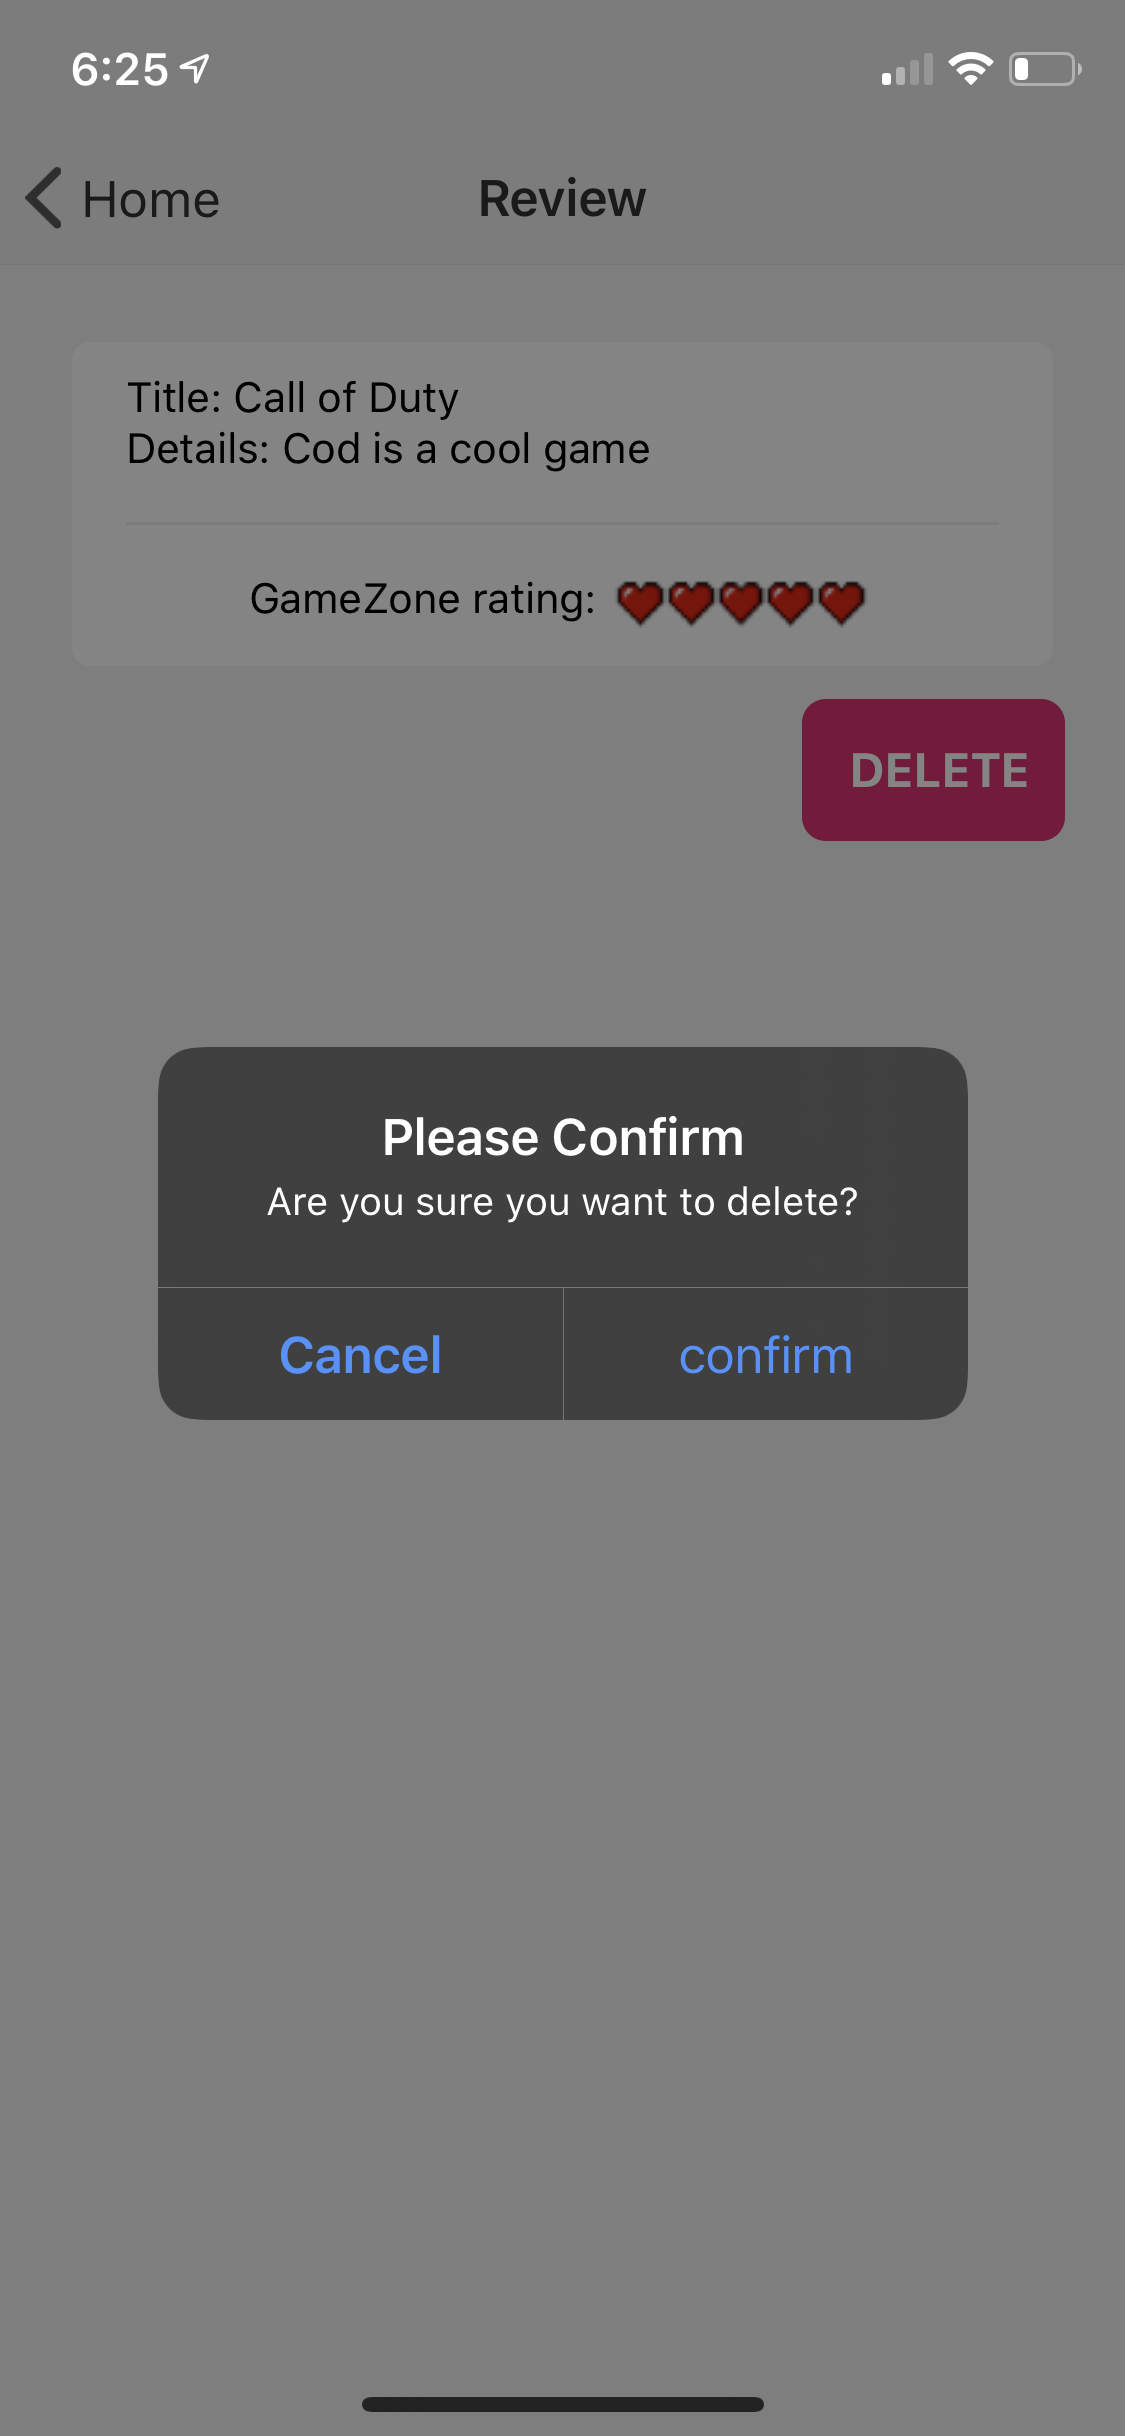 6:25
Home
Review
Title: Call of Duty
Details: Cod is a cool game
GameZone rating:
DELETE
Please Confirm
Are you sure you want to delete?
Cancel
confirm